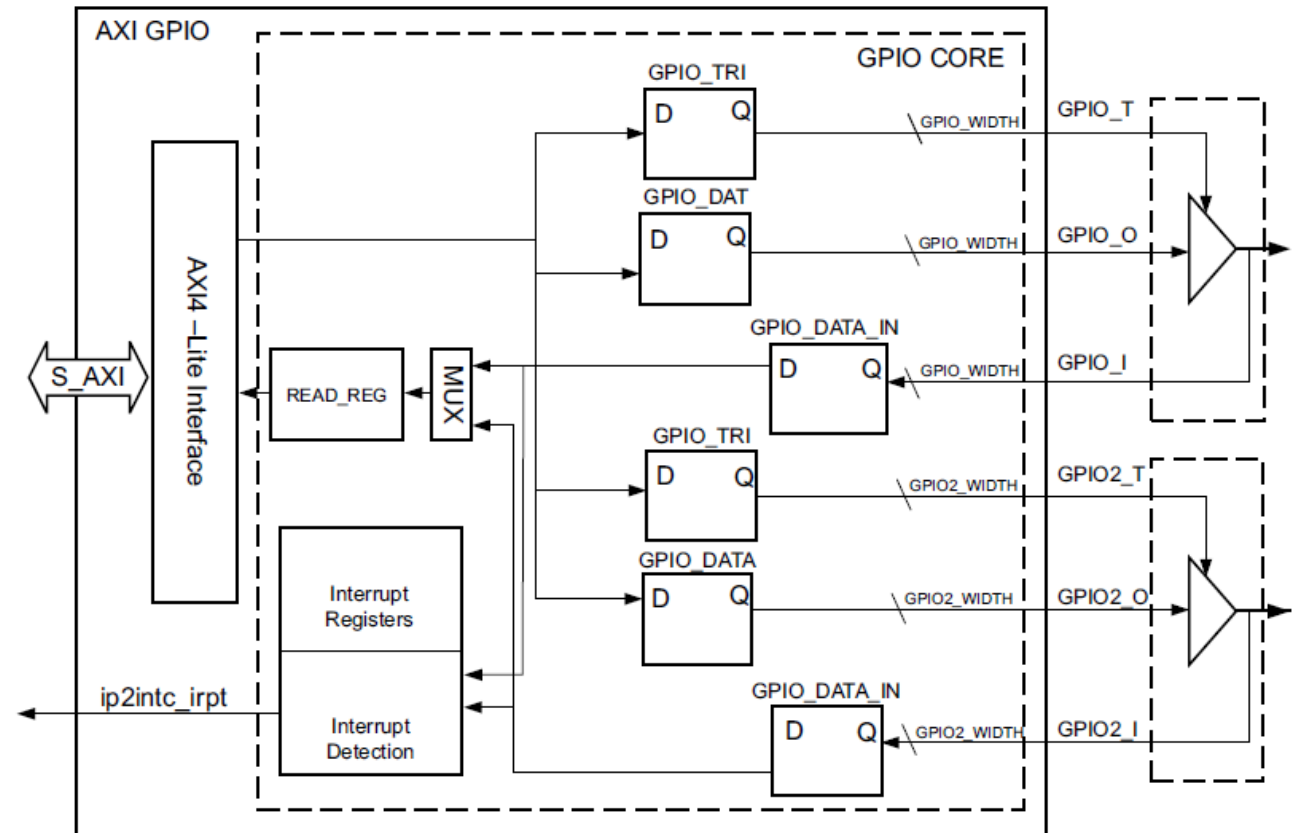 AXI GPIO
GPIO CORE
GPIO_TRI
D Q
GPIO_WIDTH
GPIO_T
GPIO_DAT
D Q
GPIO_WIDTH
GPIO_O
AXI4 –Lite Interface
GPIO_DATA_IN
D Q
GPIO_WIDTH
GPIO_I
S_AXI
READ_REG
MUX
GPIO_TRI
D Q
GPIO2_WIDTH
GPIO2_T
GPIO_DATA
D Q
GPIO2_WIDTH
GPIO2_O
Interrupt
Registers
ip2intc_irpt
Interrupt
Detection
GPIO_DATA_IN
D Q
GPIO2_WIDTH
GPIO2_I